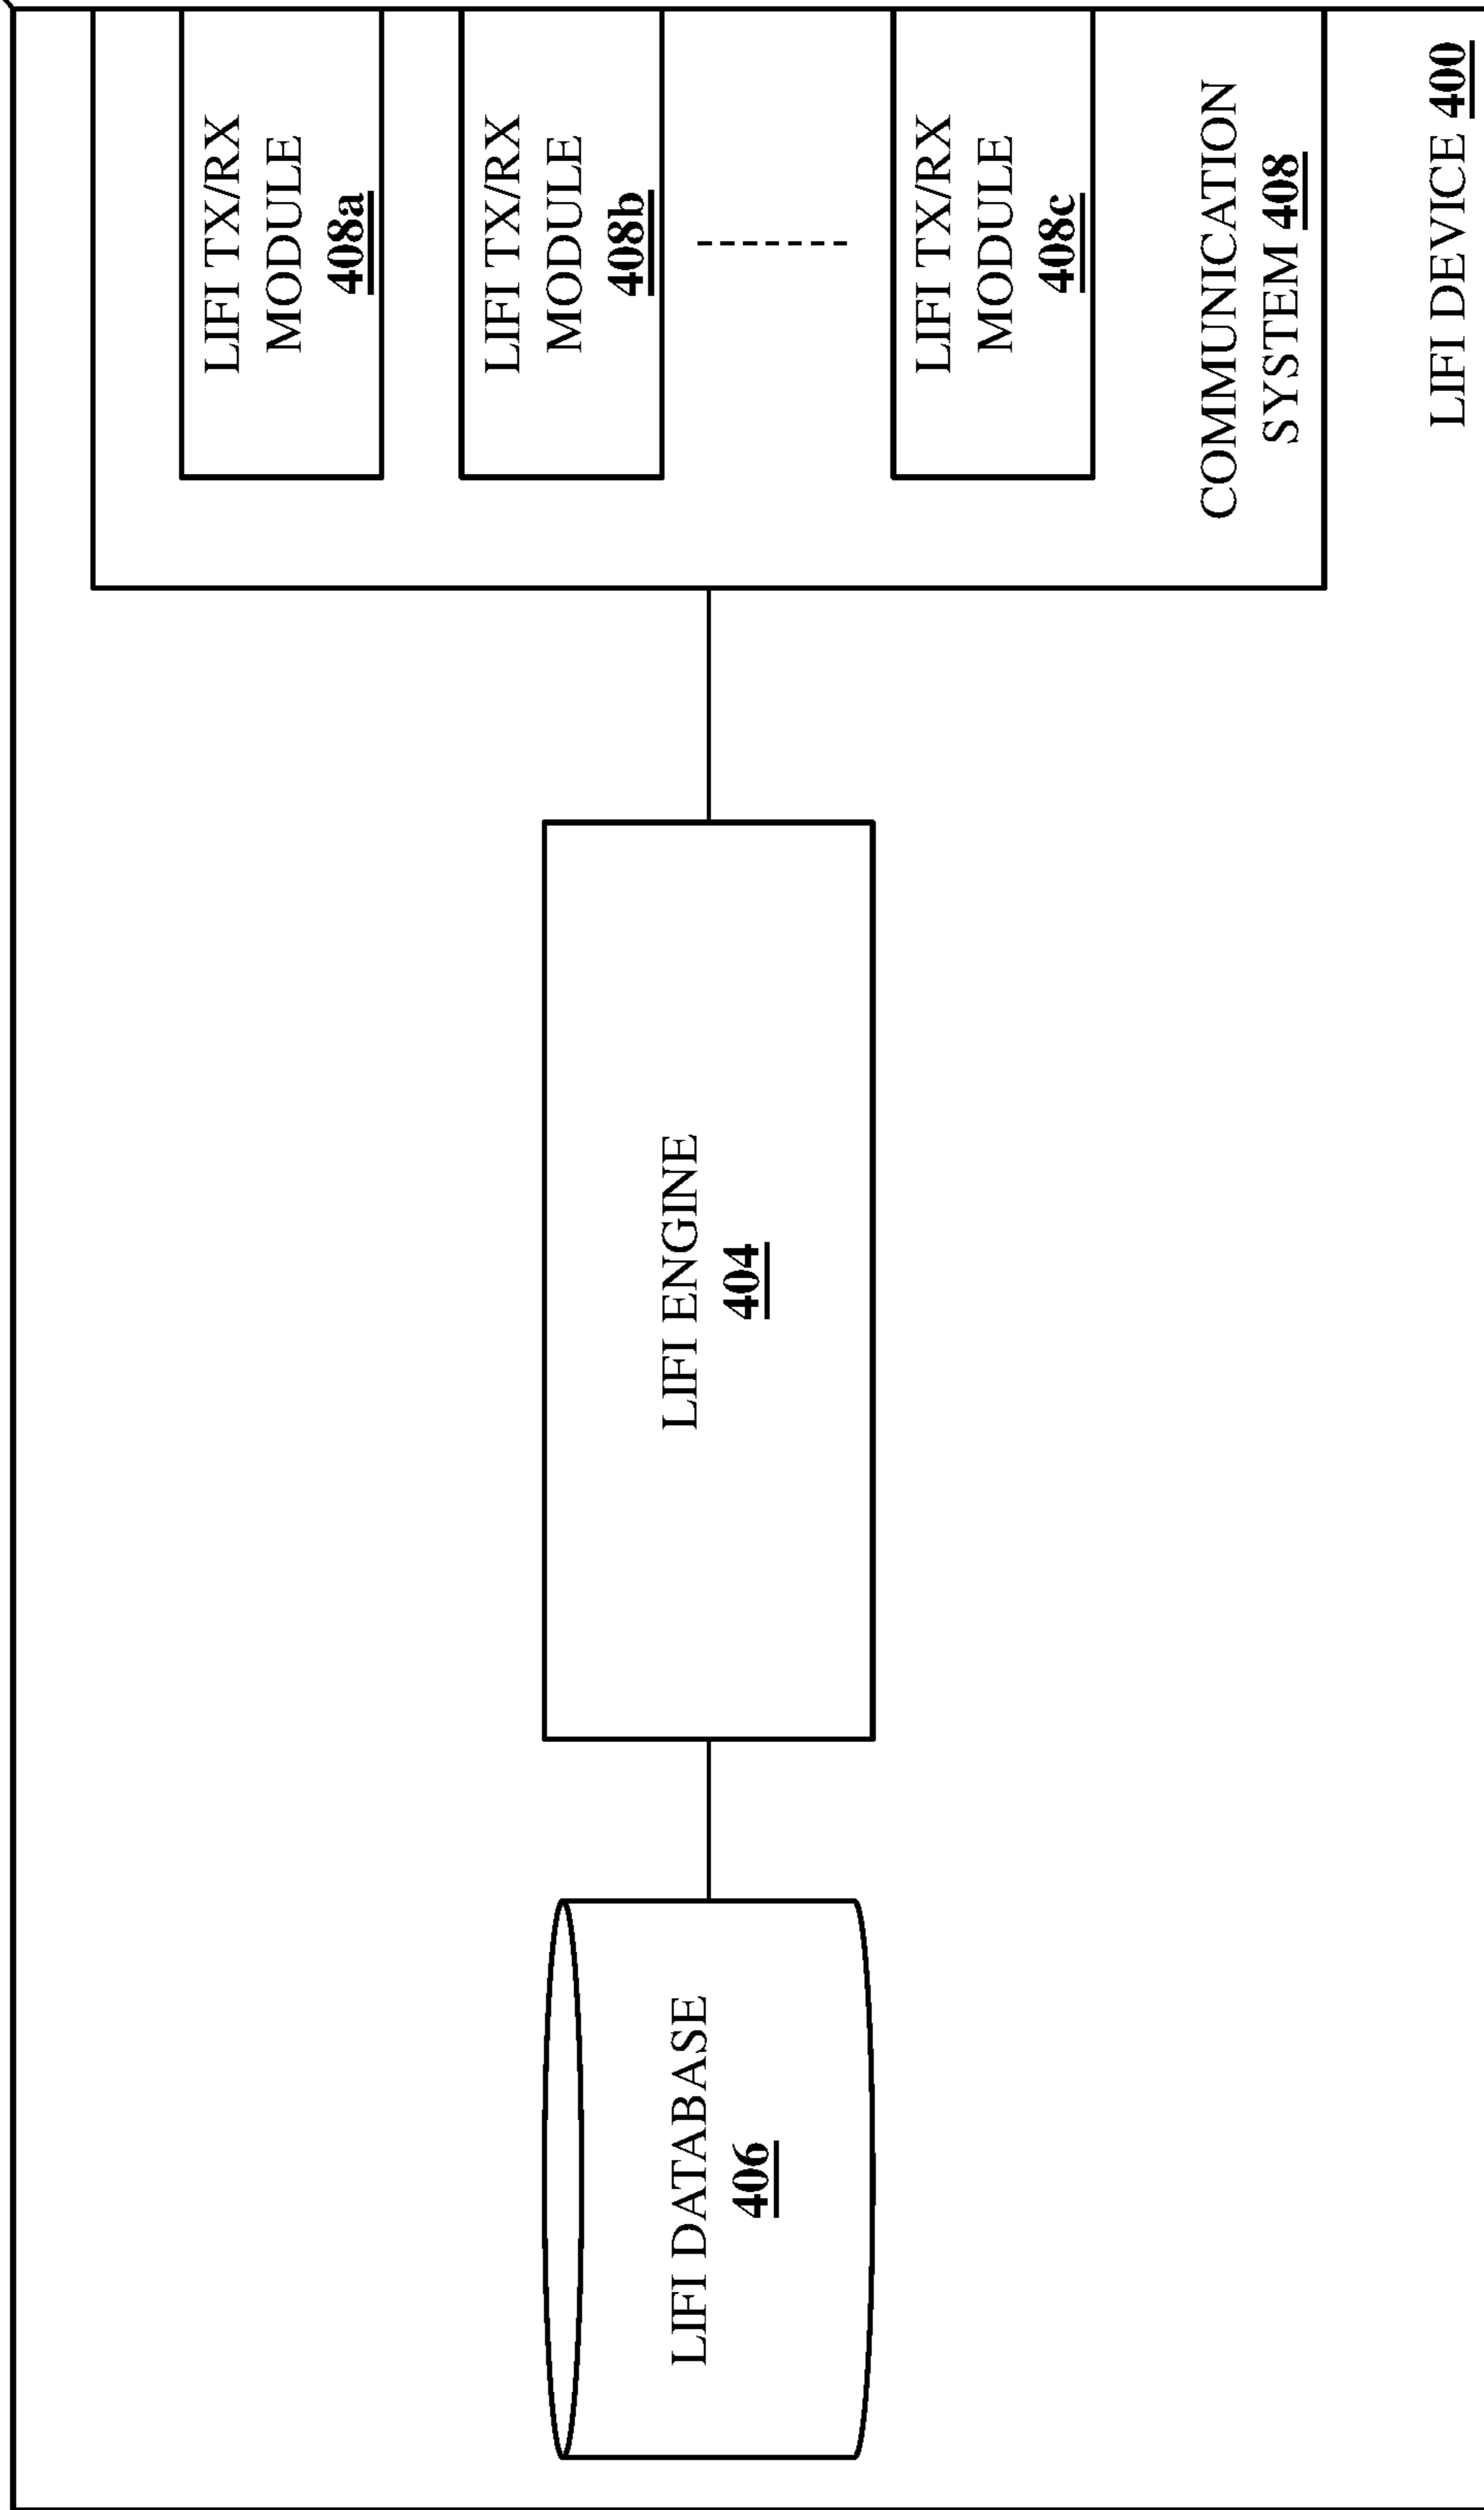 LIFI DATABASE
406
LIFI ENGINE
404
LIFI TX/RX
MODULE
408a
LIFI TX/RX
MODULE
408b
LIFI TX/RX
MODULE
408c
COMMUNICATION
SYSTEM 408
LIFI DEVICE 400